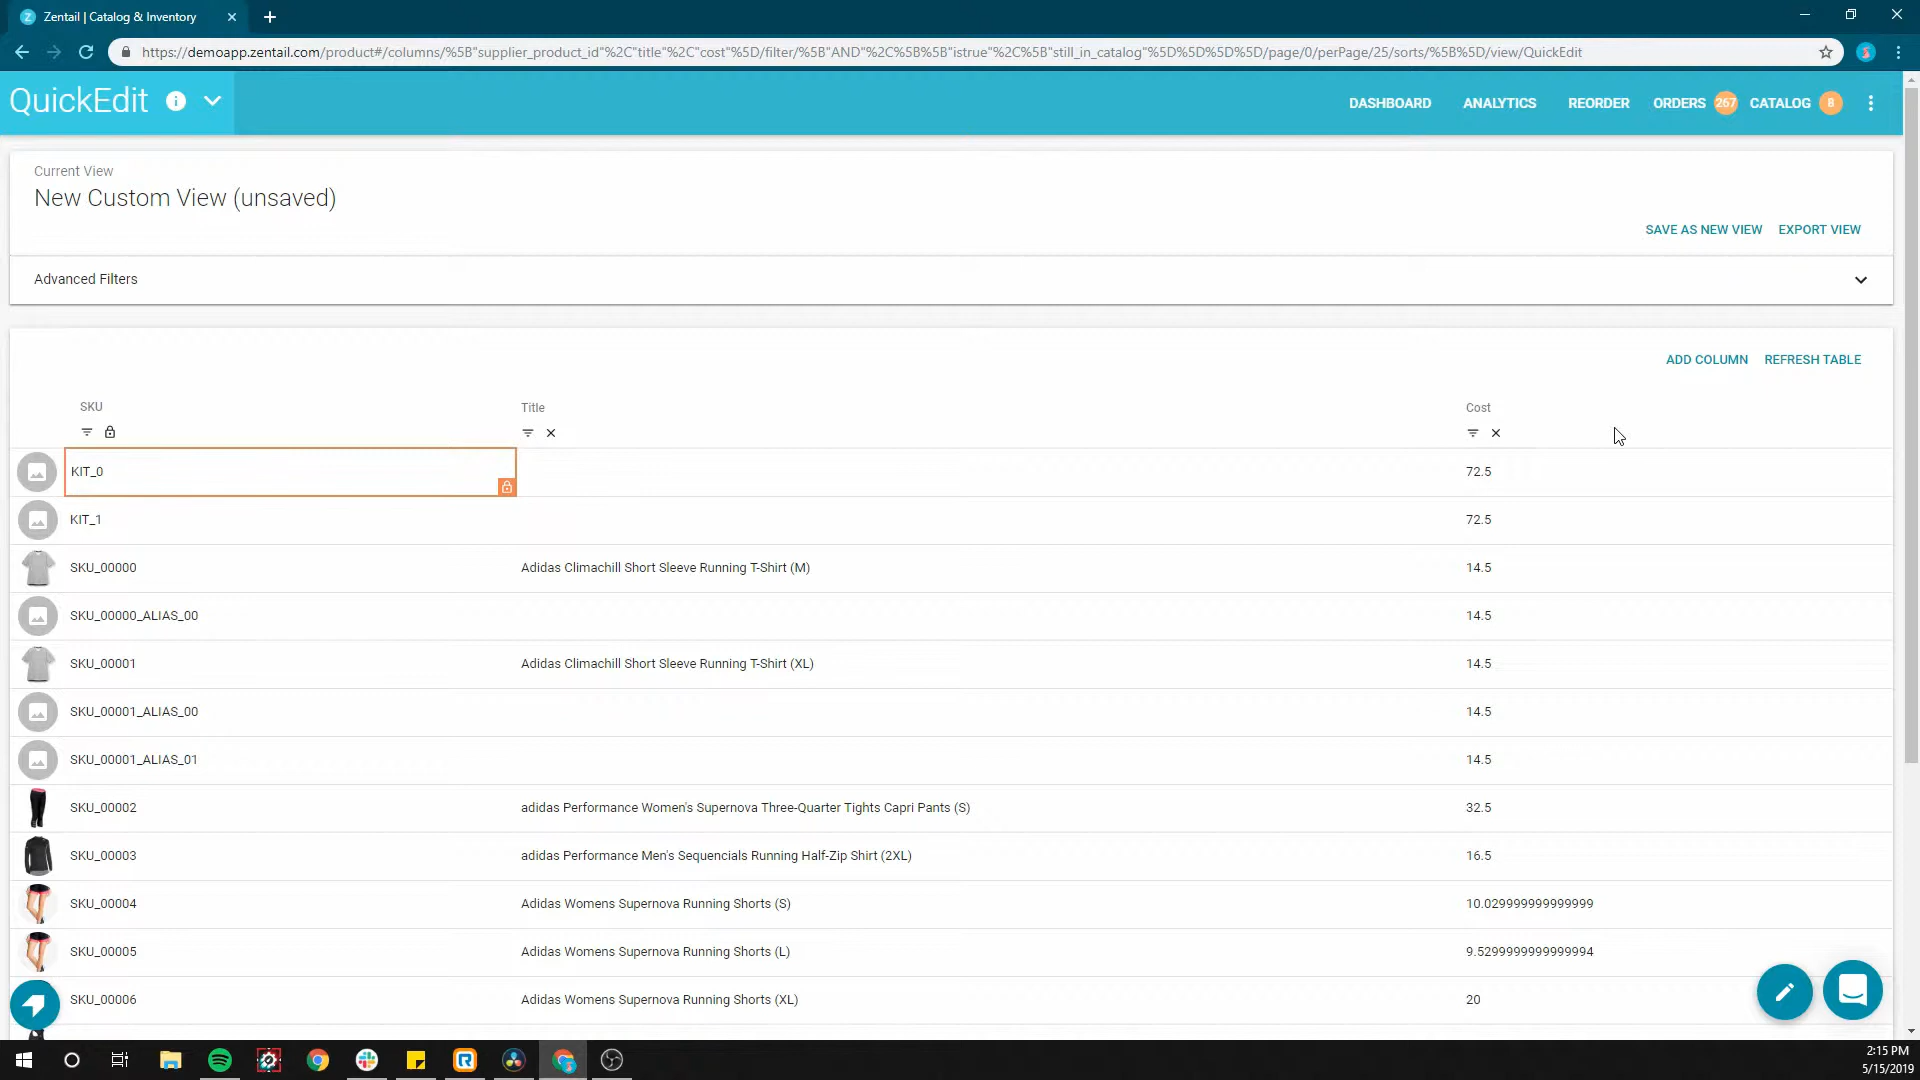 Zentail | Catalog & Inventory
https://demoapp.zentail.com/product#/columns/%5B"supplier_product_id"%2C"title"%2C"cost"%5D/filter/%5B"AND"%2C%5B%5B"istrue"%2C%5B"still_in_catalog"%5D%5D%5D%5D/page/0/perPage/25/sorts/%5B%5D/view/QuickEdit
QuickEdit
DASHBOARD ANALYTICS REORDER ORDERS 267 CATALOG 8
Current View
New Custom View (unsaved)
SAVE AS NEW VIEW EXPORT VIEW
Advanced Filters
ADD COLUMN REFRESH TABLE
SKU Title Cost
KIT_0 72.5
KIT_1 72.5
SKU_00000 Adidas Climachill Short Sleeve Running T-Shirt (M) 14.5
SKU_00000_ALIAS_00 14.5
SKU_00001 Adidas Climachill Short Sleeve Running T-Shirt (XL) 14.5
SKU_00001_ALIAS_00 14.5
SKU_00001_ALIAS_01 14.5
SKU_00002 adidas Performance Women's Supernova Three-Quarter Tights Capri Pants (S) 32.5
SKU_00003 adidas Performance Men's Sequencials Running Half-Zip Shirt (2XL) 16.5
SKU_00004 Adidas Womens Supernova Running Shorts (S) 10.029999999999999
SKU_00005 Adidas Womens Supernova Running Shorts (L) 9.5299999999999994
SKU_00006 Adidas Womens Supernova Running Shorts (XL) 20
2:15 PM
5/15/2019